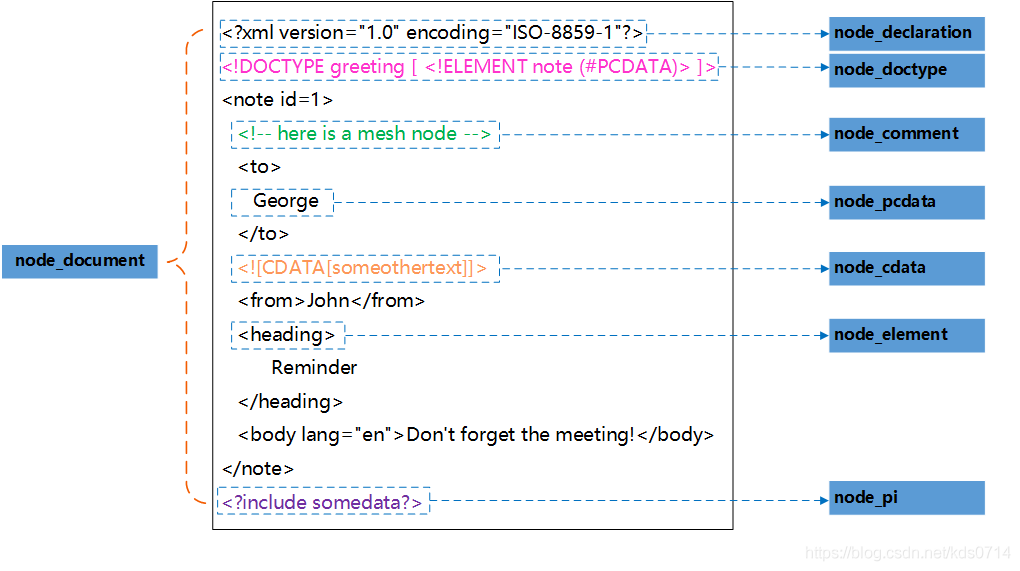 <?xml version="1.0" encoding="ISO-8859-1"?> node_declaration
<!DOCTYPE greeting [ <!ELEMENT note (#PCDATA)> ]> node_doctype
<note id=1>
<!-- here is a mesh node --> node_comment
<to>
George node_pcdata
</to>
node_document
<![CDATA[someothertext]]> node_cdata
<from>John</from>
<heading> node_element
Reminder
</heading>
<body lang="en">Don't forget the meeting!</body>
</note>
<?include somedata?> node_pi
https://blog.csdn.net/kds0714